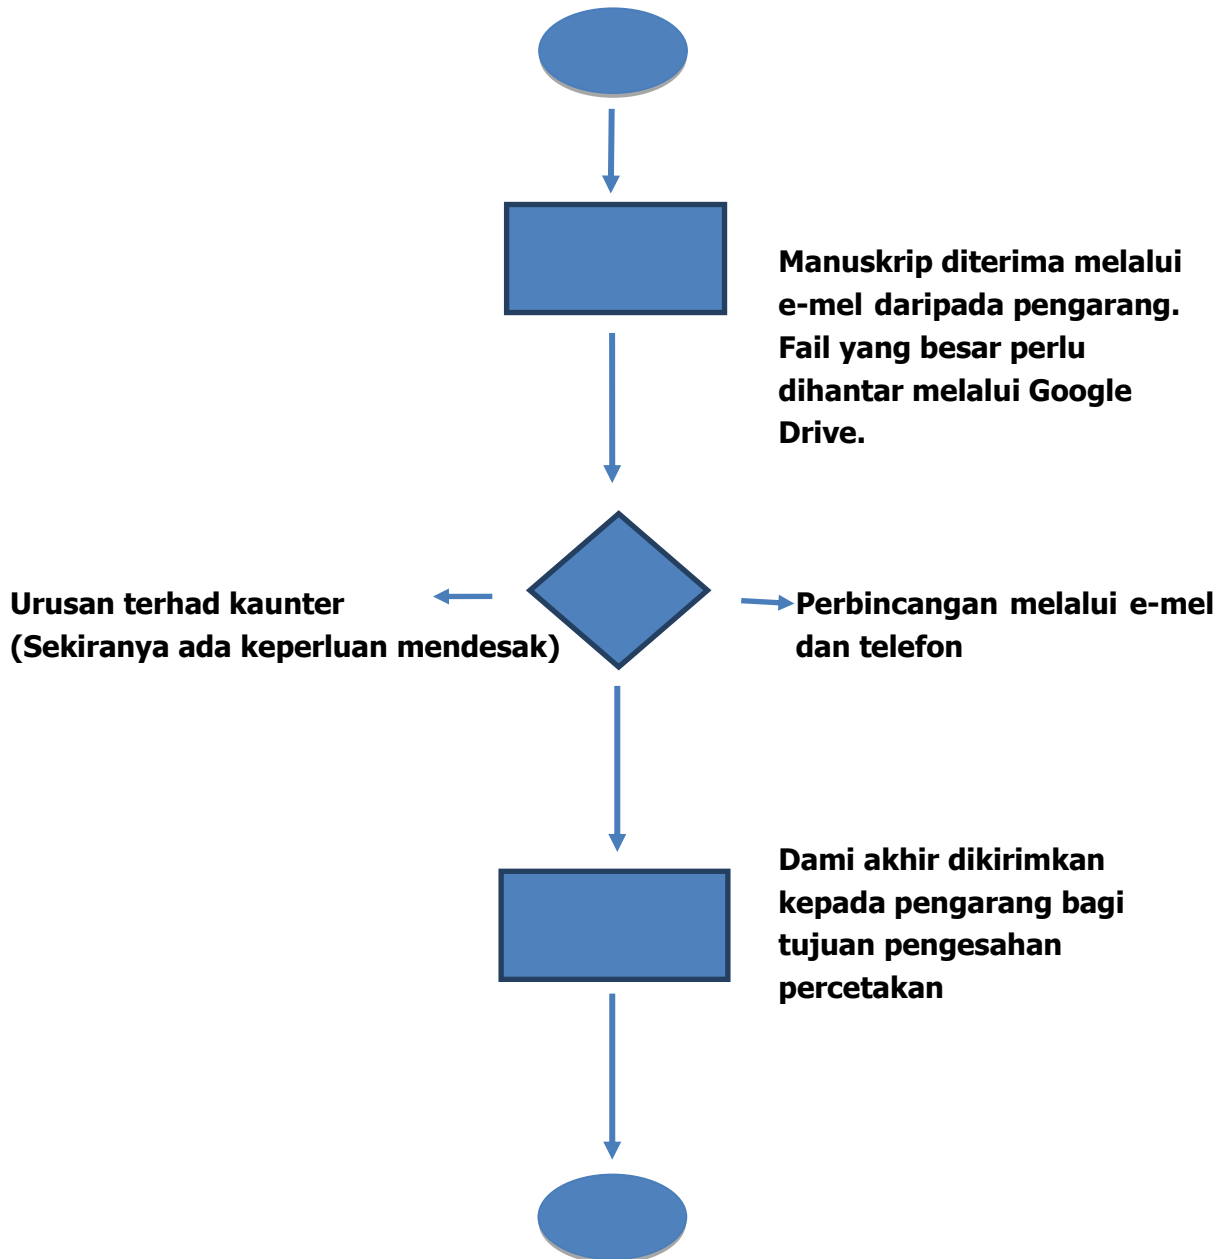 Manuskrip diterima melalui
e-mel daripada pengarang.
Fail yang besar perlu
dihantar melalui Google
Drive.
Urusan terhad kaunter
(Sekiranya ada keperluan mendesak)
Perbincangan melalui e-mel
dan telefon
Dami akhir dikirimkan
kepada pengarang bagi
tujuan pengesahan
percetakan